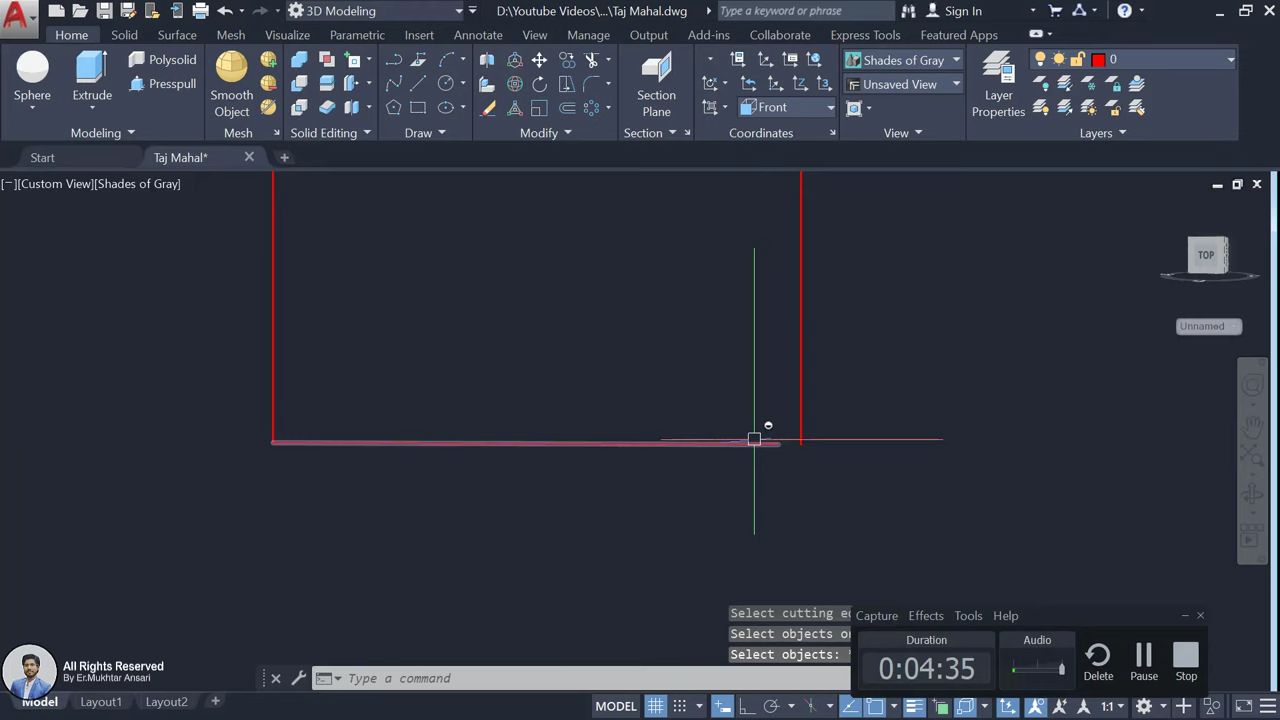 3D Modeling
D:\Youtube Videos\...\Taj Mahal.dwg
Type a keyword or phrase
Sign In
Home Solid Surface Mesh Visualize Parametric Insert Annotate View Manage Output Add-ins Collaborate Express Tools Featured Apps
Polysolid
Shades of Gray
0
Presspull
Unsaved View
Sphere
Extrude
Smooth
Object
Section
Plane
Front
Layer
Properties
Modeling
Mesh
Solid Editing
Draw
Modify
Section
Coordinates
View
Layers
Start
Taj Mahal*
[−][Custom View][Shades of Gray]
TOP
Unnamed
Select cutting ed
Select objects or
Select objects:
Capture Effects Tools Help
Duration
Audio
0:04:35
Delete
Pause
Stop
All Rights Reserved
By Er.Mukhtar Ansari
Type a command
Model
Layout1
Layout2
MODEL
1:1